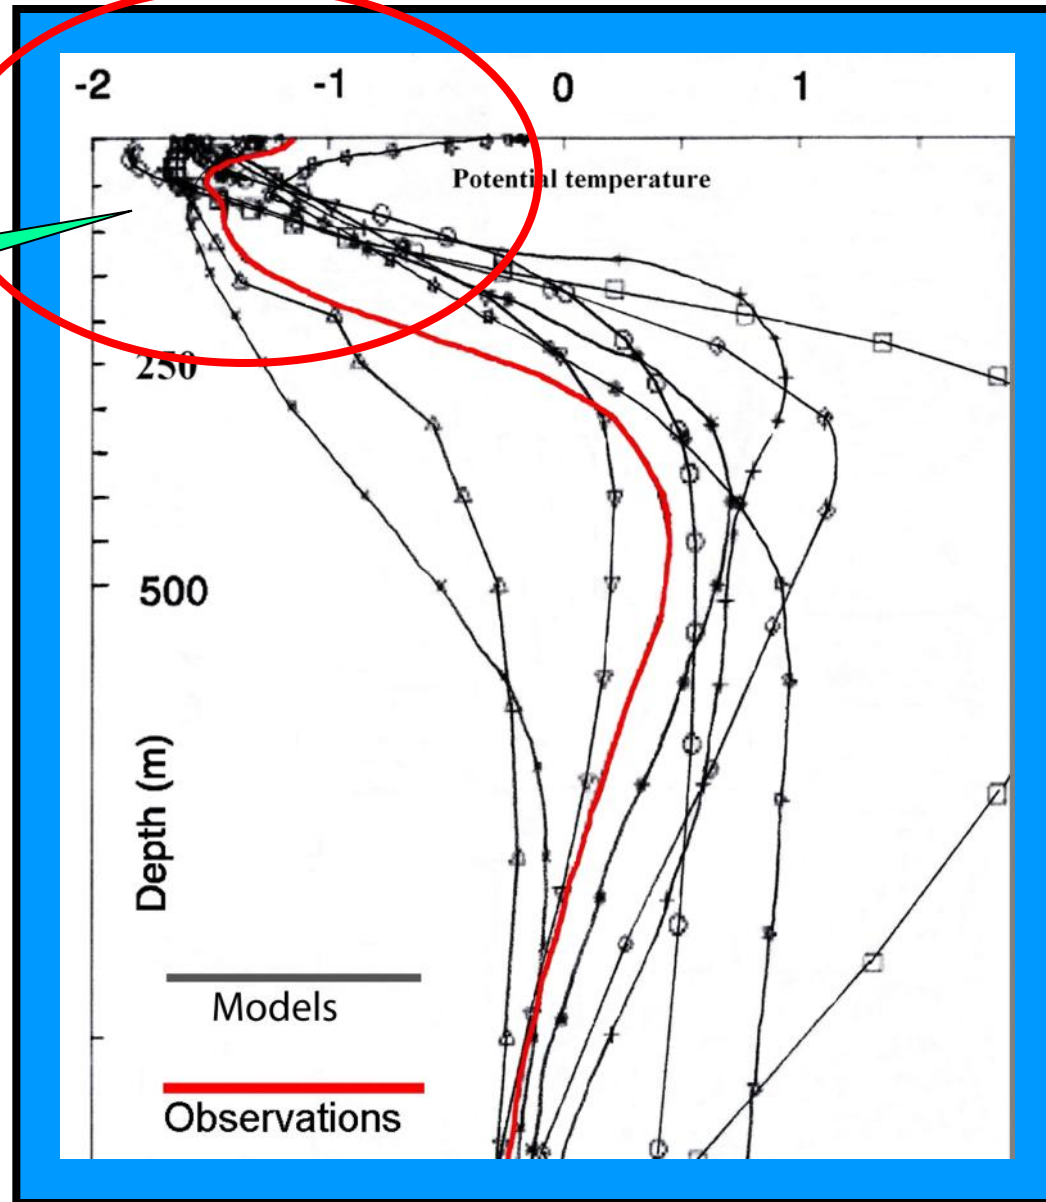 -2 -1 0 1
Potential temperature
250
500
Depth (m)
Models
Observations